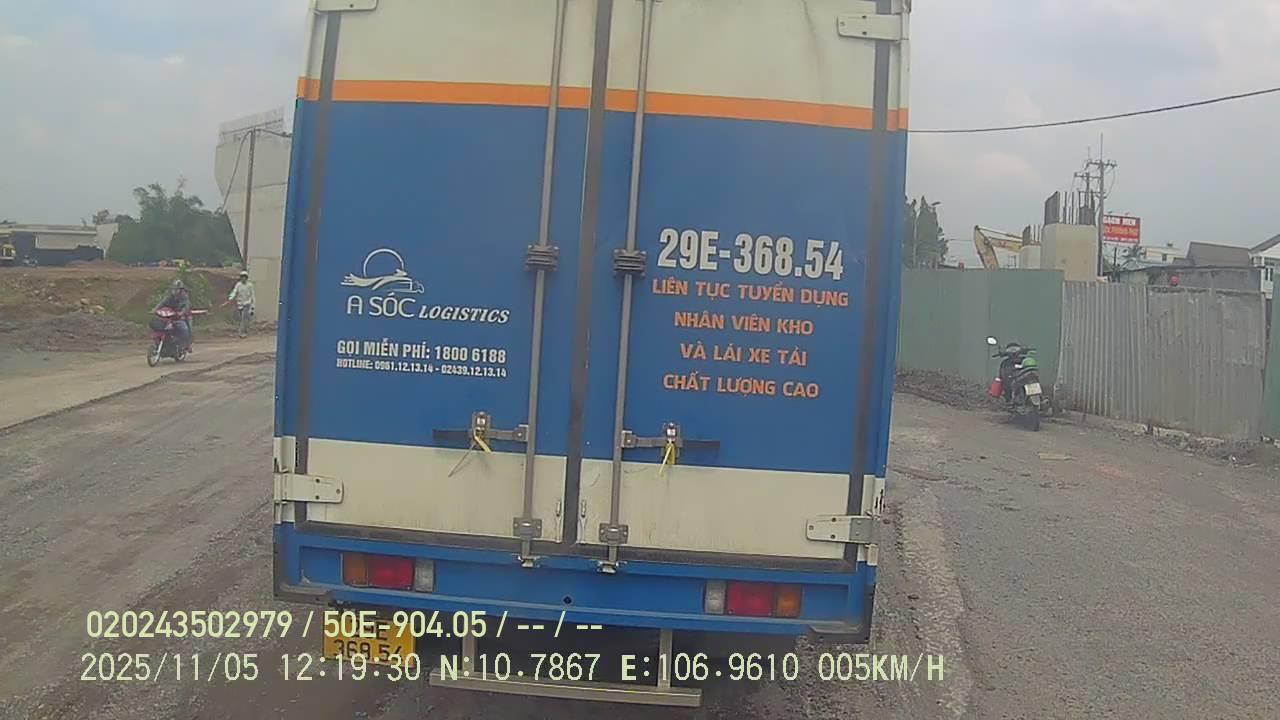 29E-368.54
LIÊN TỤC TUYỂN DỤNG
NHÂN VIÊN KHO
VÀ LÁI XE TẢI
CHẤT LƯỢNG CAO
A SÓC LOGISTICS
GỌI MIỄN PHÍ: 1800 6188
HOTLINE: 0961.12.13.14 - 02439.12.13.14
368.54
020243502979 / 50E-904.05 / -- / --
2025/11/05 12:19:30 N:10.7867 E:106.9610 005KM/H